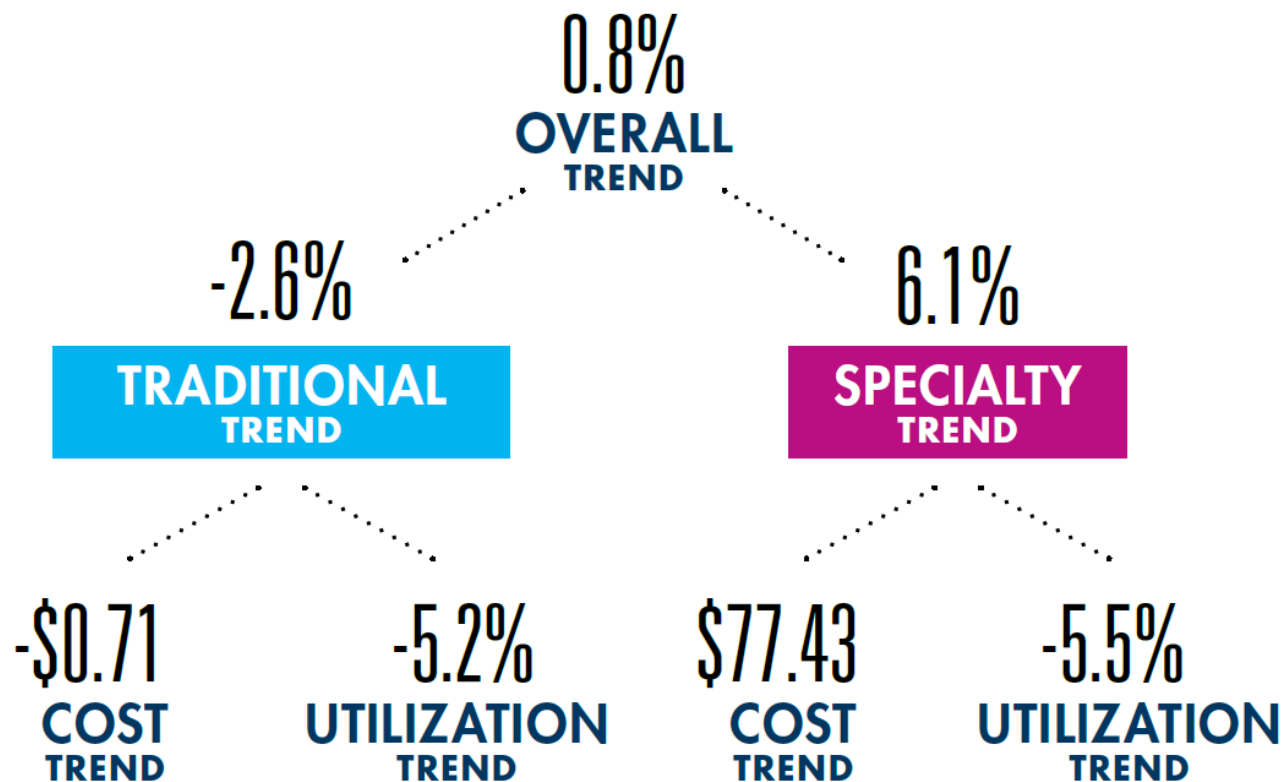 0.8%
OVERALL
TREND
-2.6%
TRADITIONAL
TREND
6.1%
SPECIALTY
TREND
-$0.71
COST
TREND
-5.2%
UTILIZATION
TREND
$77.43
COST
TREND
-5.5%
UTILIZATION
TREND